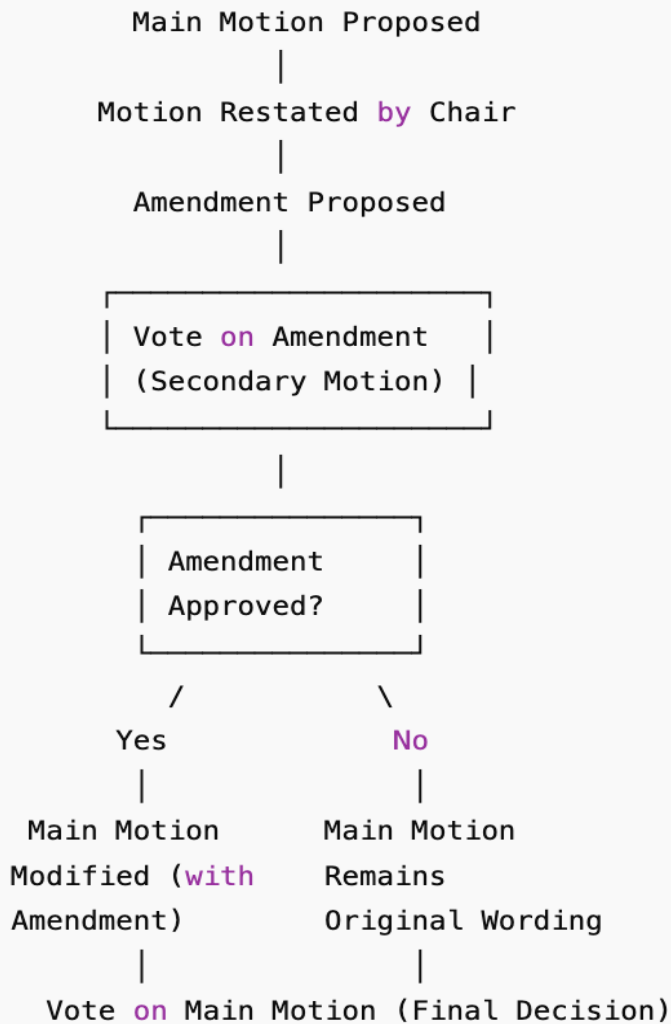 Main Motion Proposed
Motion Restated by Chair
Amendment Proposed
Vote on Amendment
(Secondary Motion)
Amendment
Approved?
Yes No
Main Motion Main Motion
Modified (with Remains
Amendment) Original Wording
Vote on Main Motion (Final Decision)